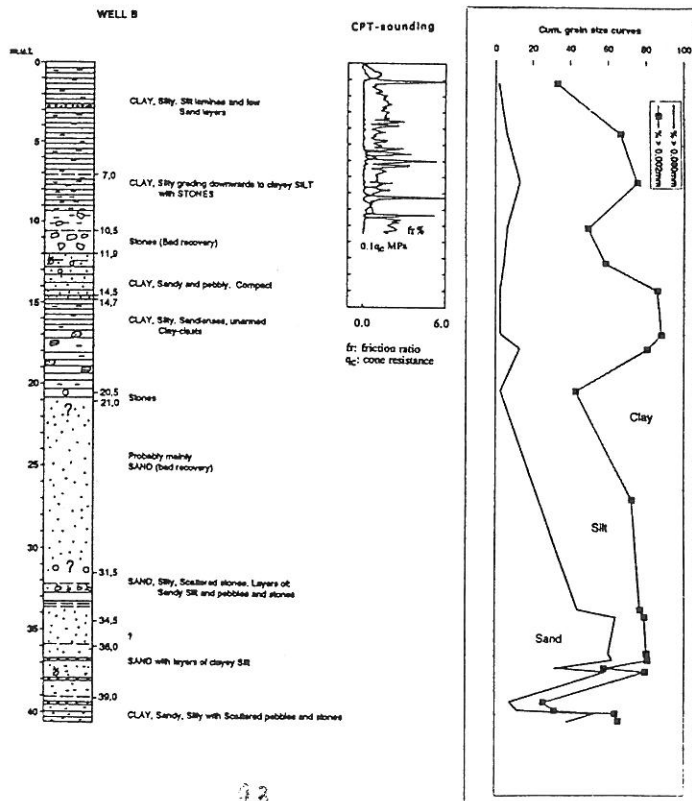 WELL B
m.u.t.
0
5
10
15
20
25
30
35
40
7,0
10,5
11,9
14,5
14,7
20,5
21,0
31,5
34,5
36,0
39,0
CLAY, Silty, Silt laminea and low
Sand layers
CLAY, Silty grading downwards to clayey SILT
with STONES
Stones (Bad recovery)
CLAY, Sandy and pebbly, Compact
CLAY, Silty, Sandlenses, unarmed
Clay-clasts
Stones
Probably mainly
SAND (bad recovery)
SAND, Silty, Scattered stones. Layers of:
Sandy Silt and pebbles and stones
?
SAND with layers of clayey Silt
CLAY, Sandy, Silty with Scattered pebbles and stones
?
?
CPT-sounding
fr %
0.1qc MPa
0.0
6.0
fr: friction ratio
qc: cone resistance
Cum. grain size curves
0 20 40 60 80 100
% > 0.060mm
% > 0.002mm
Clay
Silt
Sand